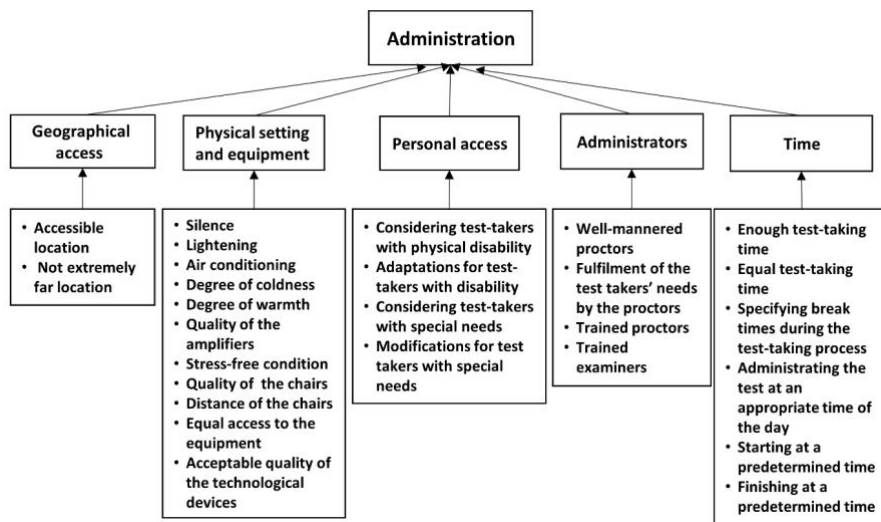 Administration
Geographical
access
Physical setting
and equipment
Personal access
Administrators
Time
• Accessible
location
• Not extremely
far location
• Silence
• Lightening
• Air conditioning
• Degree of coldness
• Degree of warmth
• Quality of the
amplifiers
• Stress-free condition
• Quality of the chairs
• Distance of the chairs
• Equal access to the
equipment
• Acceptable quality of
the technological
devices
• Considering test-takers
with physical disability
• Adaptations for test-
takers with disability
• Considering test-takers
with special needs
• Modifications for test
takers with special
needs
• Well-mannered
proctors
• Fulfilment of the
test takers' needs
by the proctors
• Trained proctors
• Trained
examiners
• Enough test-taking
time
• Equal test-taking
time
• Specifying break
times during the
test-taking process
• Administrating the
test at an
appropriate time of
the day
• Starting at a
predetermined time
• Finishing at a
predetermined time